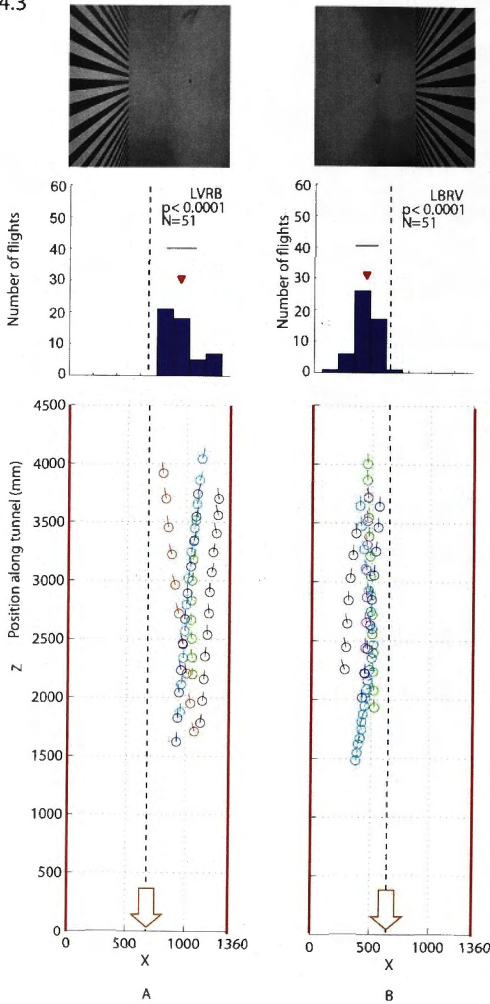 4.3
LVRB
p< 0.0001
N=51
Number of flights
60
50
40
30
20
10
0
LBRV
p< 0.0001
N=51
Number of flights
60
50
40
30
20
10
0
Z Position along tunnel (mm)
4500
4000
3500
3000
2500
2000
1500
1000
500
0
0 500 1000 1360
X
A
0 500 1000 1360
X
B